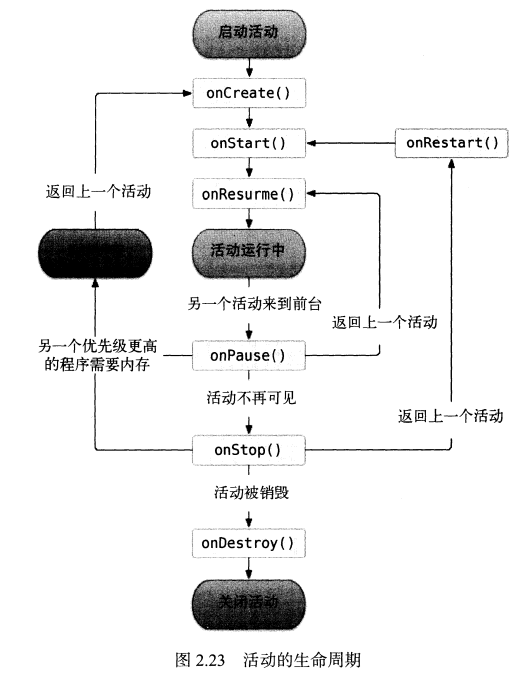 启动活动
onCreate()
onStart()
onRestart()
返回上一个活动
onResurme()
活动运行中
另一个活动来到前台
返回上一个活动
另一个优先级更高
的程序需要内存
onPause()
活动不再可见
返回上一个活动
onStop()
活动被销毁
onDestroy()
关闭活动
图 2.23 活动的生命周期